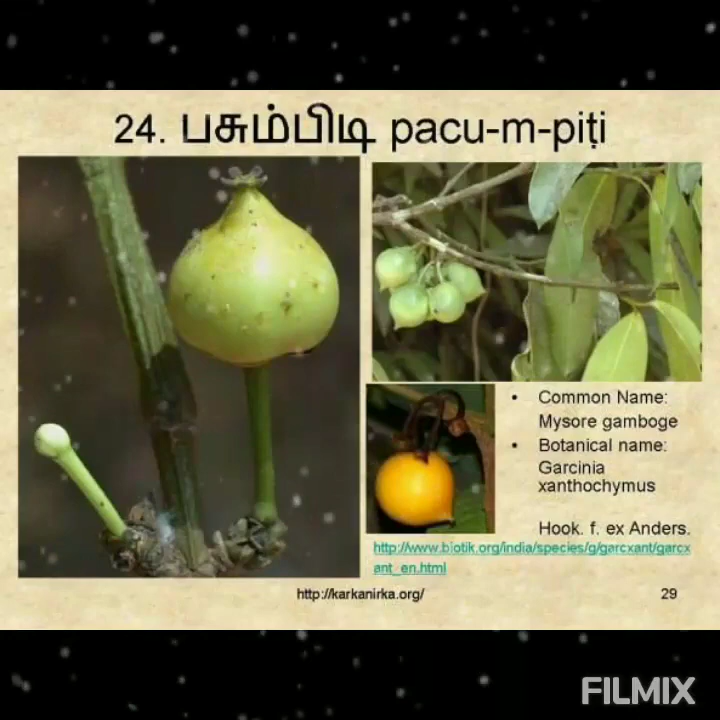 24. பசும்பிடி pacu-m-piṭi
• Common Name:
Mysore gamboge
• Botanical name:
Garcinia
xanthochymus
Hook. f. ex Anders.
http://www.biotik.org/india/species/g/garcxant/garcx
ant_en.html
http://karkanirka.org/
29
FILMIX